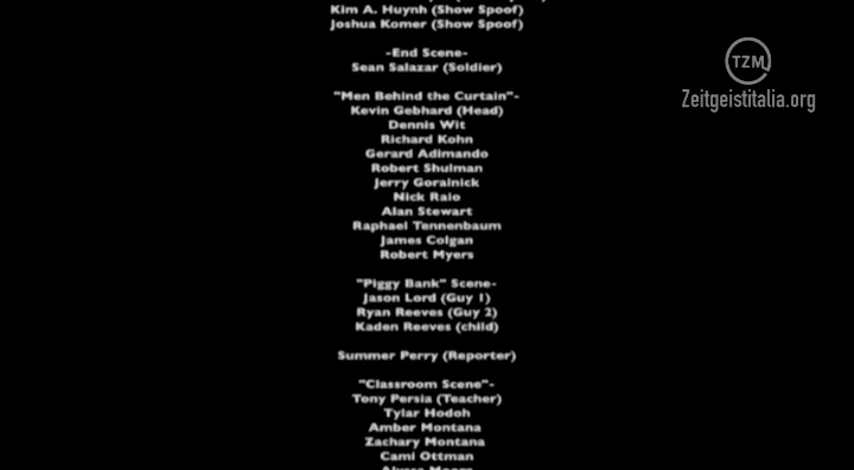 Kim A. Huynh (Show Spoof)
Joshua Komer (Show Spoof)
-End Scene-
Sean Salazar (Soldier)
"Men Behind the Curtain"-
Kevin Gebhard (Head)
Dennis Wit
Richard Kohn
Gerard Adimando
Robert Shulman
Jerry Goralnick
Nick Raio
Alan Stewart
Raphael Tennenbaum
James Colgan
Robert Myers
"Piggy Bank" Scene-
Jason Lord (Guy 1)
Ryan Reeves (Guy 2)
Kaden Reeves (child)
Summer Perry (Reporter)
"Classroom Scene"-
Tony Persia (Teacher)
Tylar Hodoh
Amber Montana
Zachary Montana
Cami Ottman
TZM
Zeitgeistitalia.org